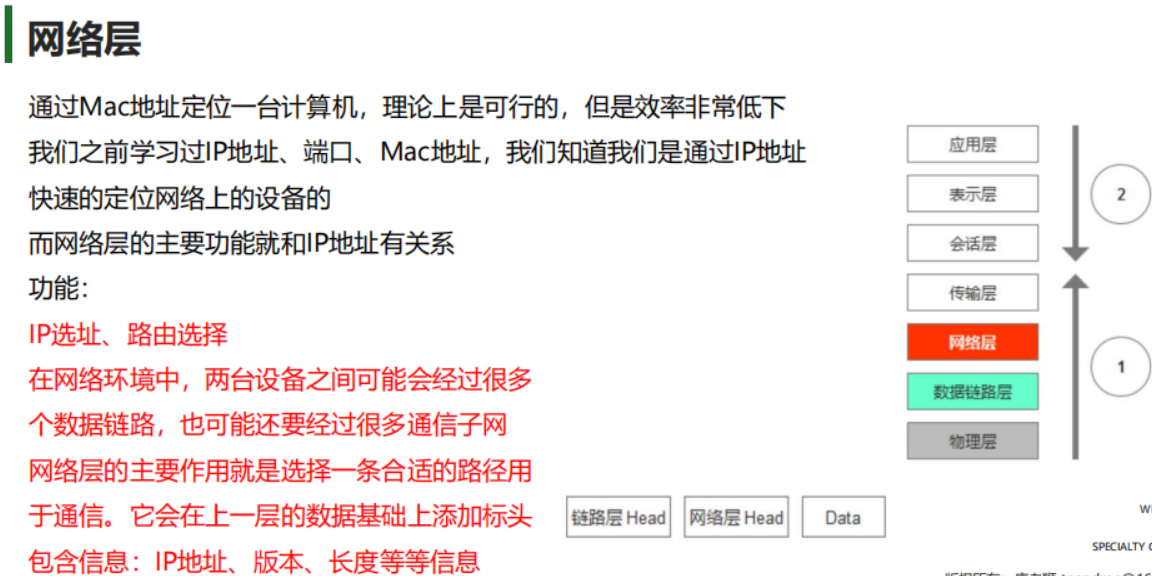 网络层
通过Mac地址定位一台计算机，理论上是可行的，但是效率非常低下
我们之前学习过IP地址、端口、Mac地址，我们知道我们是通过IP地址
快速的定位网络上的设备的
而网络层的主要功能就和IP地址有关系
功能：
IP选址、路由选择
在网络环境中，两台设备之间可能会经过很多
个数据链路，也可能还要经过很多通信子网
网络层的主要作用就是选择一条合适的路径用
于通信。它会在上一层的数据基础上添加标头
包含信息：IP地址、版本、长度等等信息
应用层
表示层
会话层
传输层
网络层
数据链路层
物理层
2
1
链路层 Head
网络层 Head
Data
SPECIALTY